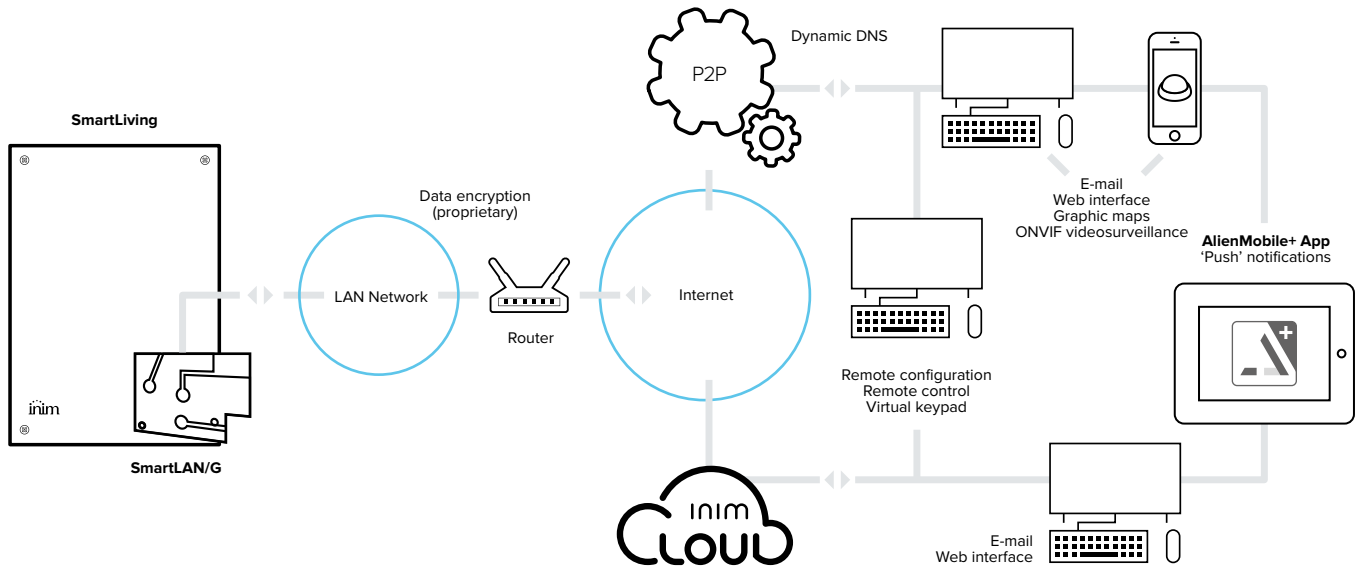 SmartLiving
inim
SmartLAN/G
LAN Network
Data encryption
(proprietary)
Router
Internet
P2P
Dynamic DNS
E-mail
Web interface
Graphic maps
ONVIF videosurveillance
AlienMobile+ App
'Push' notifications
+
Remote configuration
Remote control
Virtual keypad
inim
CLOUD
E-mail
Web interface